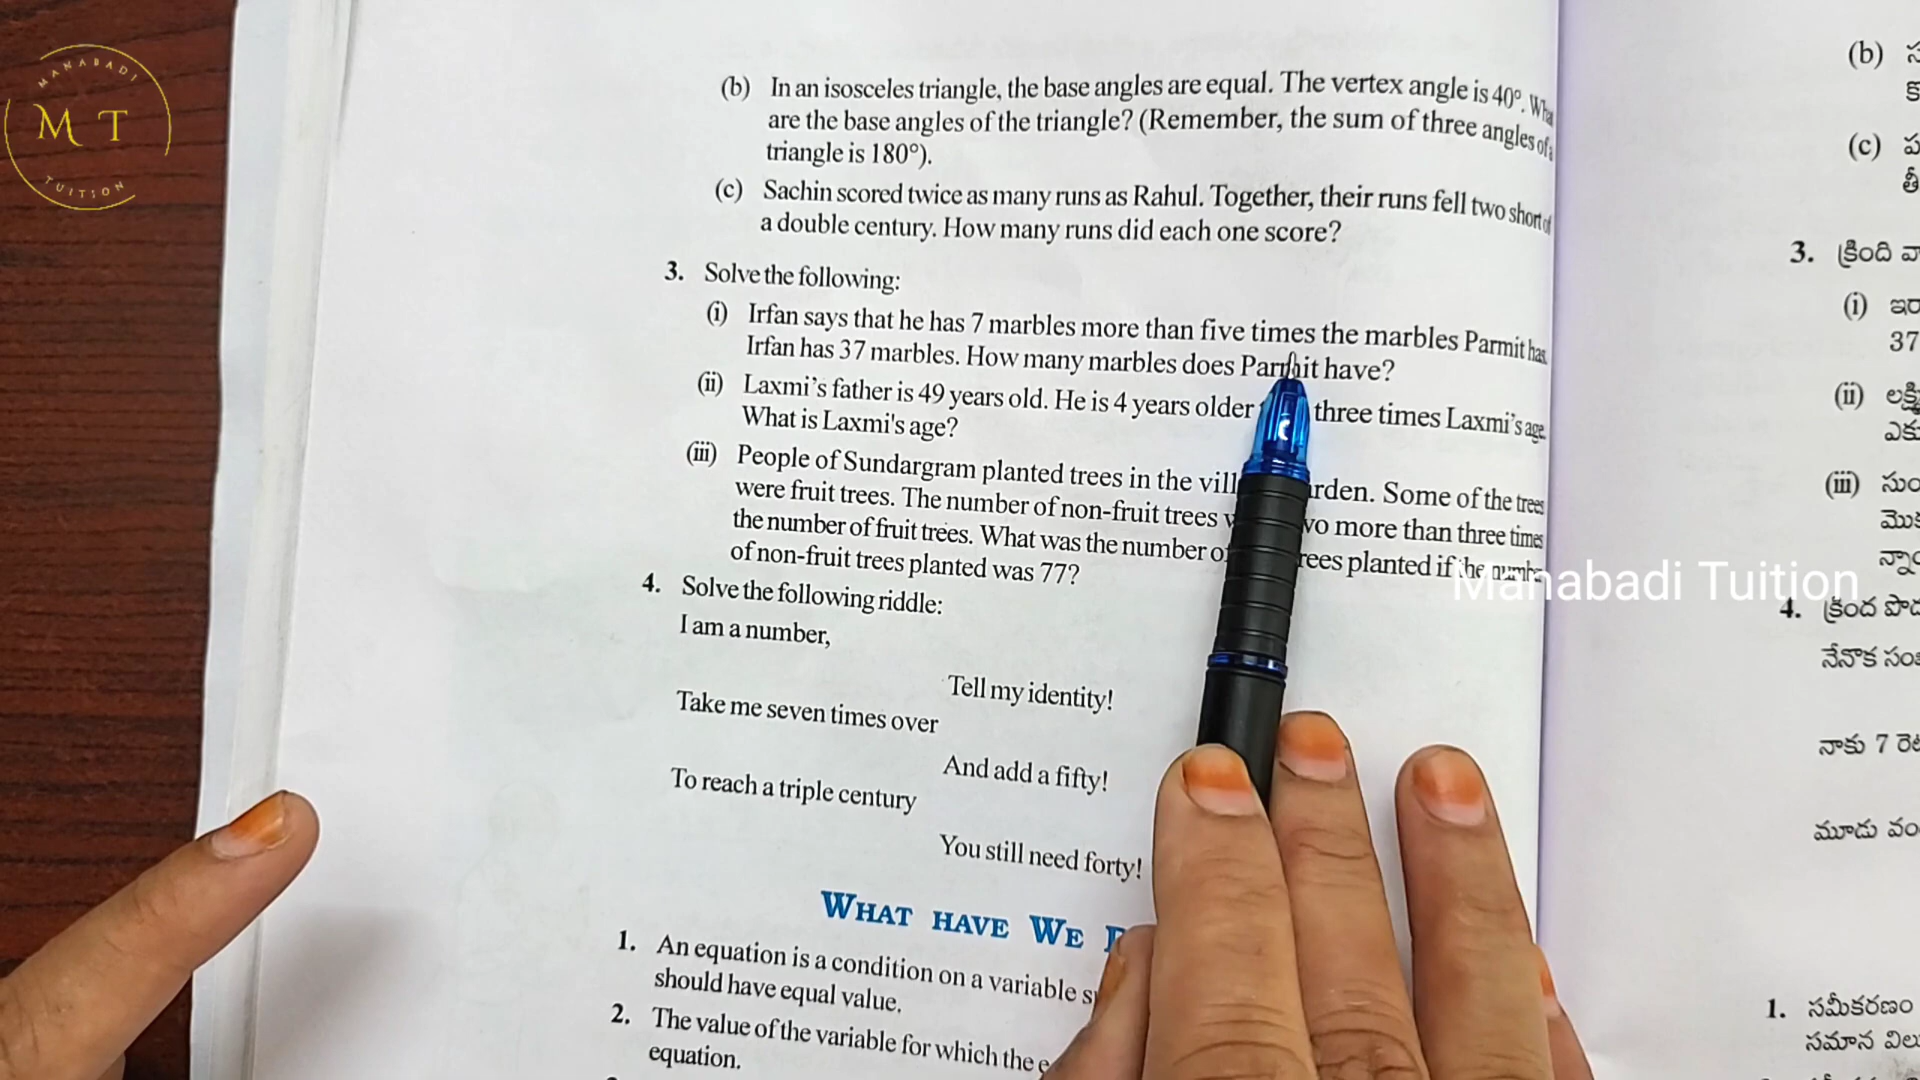 MANABADI
M T
TUITION
(b) In an isosceles triangle, the base angles are equal. The vertex angle is 40°. What
are the base angles of the triangle? (Remember, the sum of three angles of a
triangle is 180°).
(c) Sachin scored twice as many runs as Rahul. Together, their runs fell two short of
a double century. How many runs did each one score?
3. Solve the following:
(i) Irfan says that he has 7 marbles more than five times the marbles Parmit has.
Irfan has 37 marbles. How many marbles does Parmit have?
(ii) Laxmi's father is 49 years old. He is 4 years older three times Laxmi's age.
What is Laxmi's age?
(iii) People of Sundargram planted trees in the vill rden. Some of the trees
were fruit trees. The number of non-fruit trees wo more than three times
the number of fruit trees. What was the number o rees planted if the numbe
of non-fruit trees planted was 77?
4. Solve the following riddle:
I am a number,
Tell my identity!
Take me seven times over
And add a fifty!
To reach a triple century
You still need forty!
WHAT HAVE WE
1. An equation is a condition on a variable s
should have equal value.
2. The value of the variable for which the e
equation.
Manabadi Tuition
(b)
(c)
3. క్రింది
(i)
37
(ii)
(iii)
4. క్రింద
నేనొక
నాకు 7
మూడు
1. సమీకరణం
సమాన